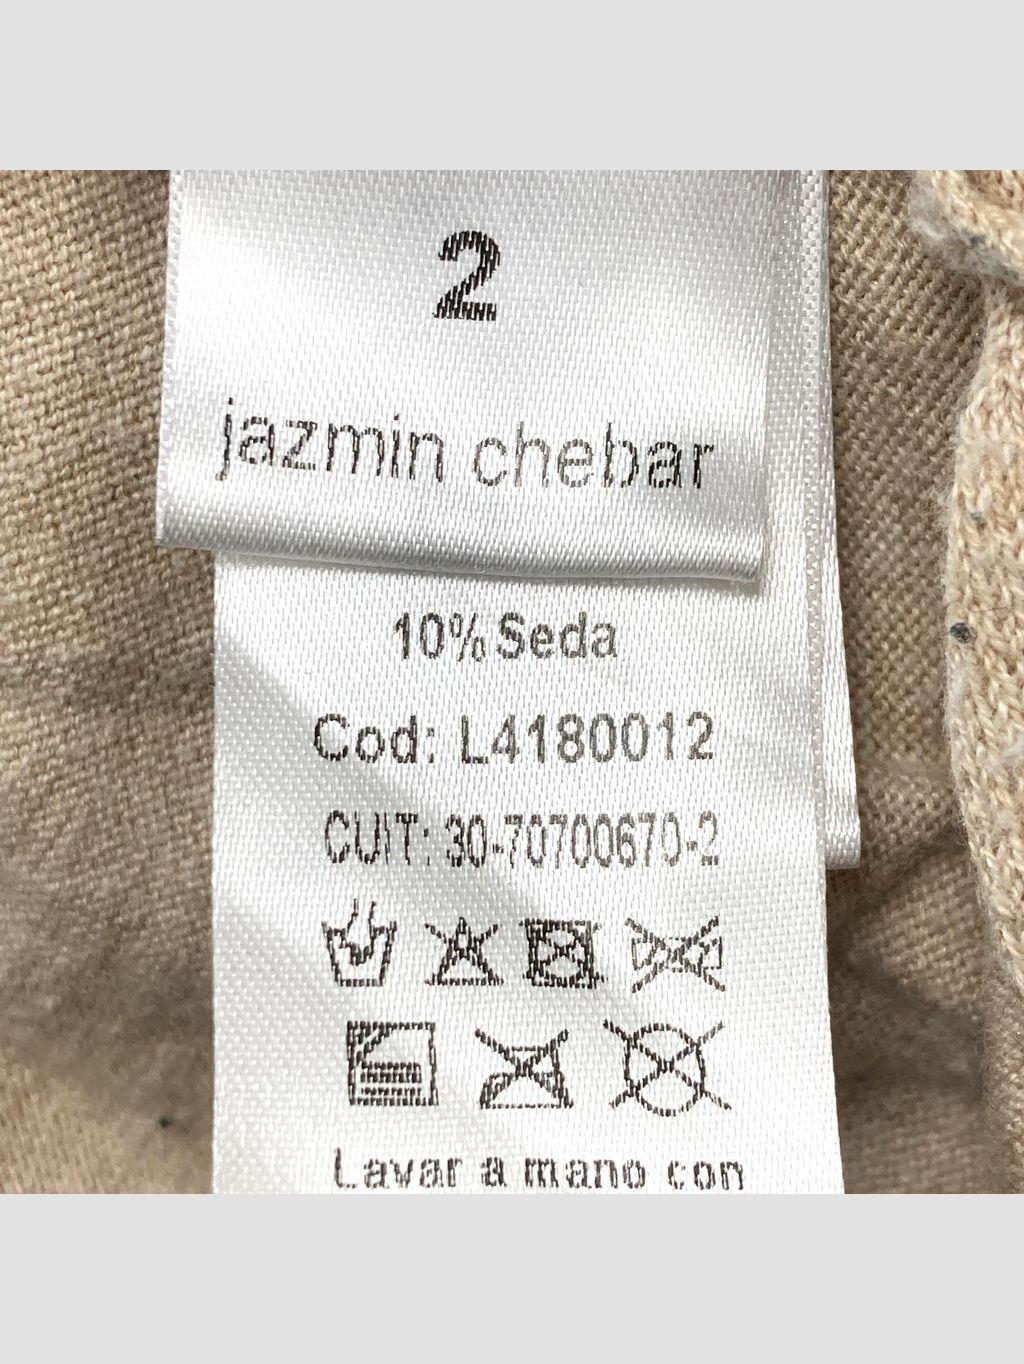 2
jazmin chebar
10% Seda
Cod: L4180012
CUIT: 30-70700670-2
Lavar a mano con